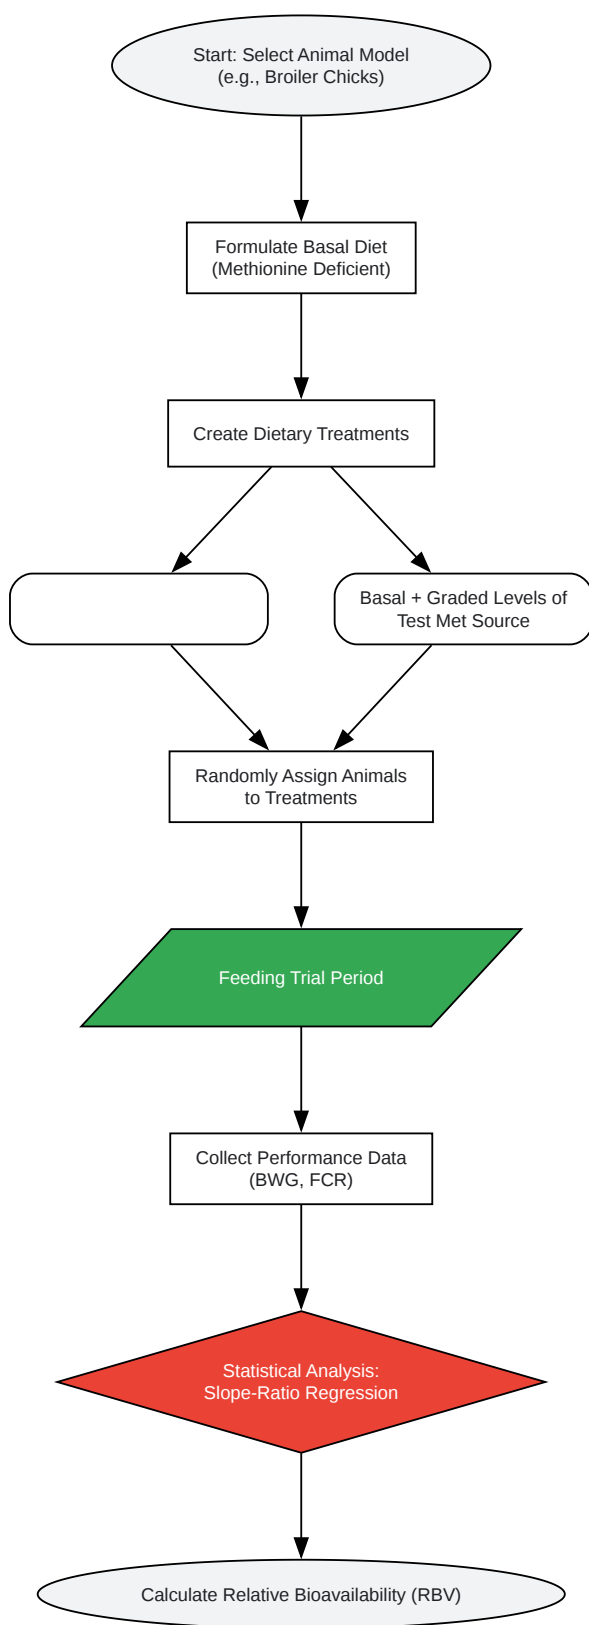 Start: Select Animal Model
(e.g., Broiler Chicks)
Formulate Basal Diet
(Methionine Deficient)
Create Dietary Treatments
Basal + Graded Levels of
Test Met Source
Randomly Assign Animals
to Treatments
Feeding Trial Period
Collect Performance Data
(BWG, FCR)
Statistical Analysis:
Slope-Ratio Regression
Calculate Relative Bioavailability (RBV)